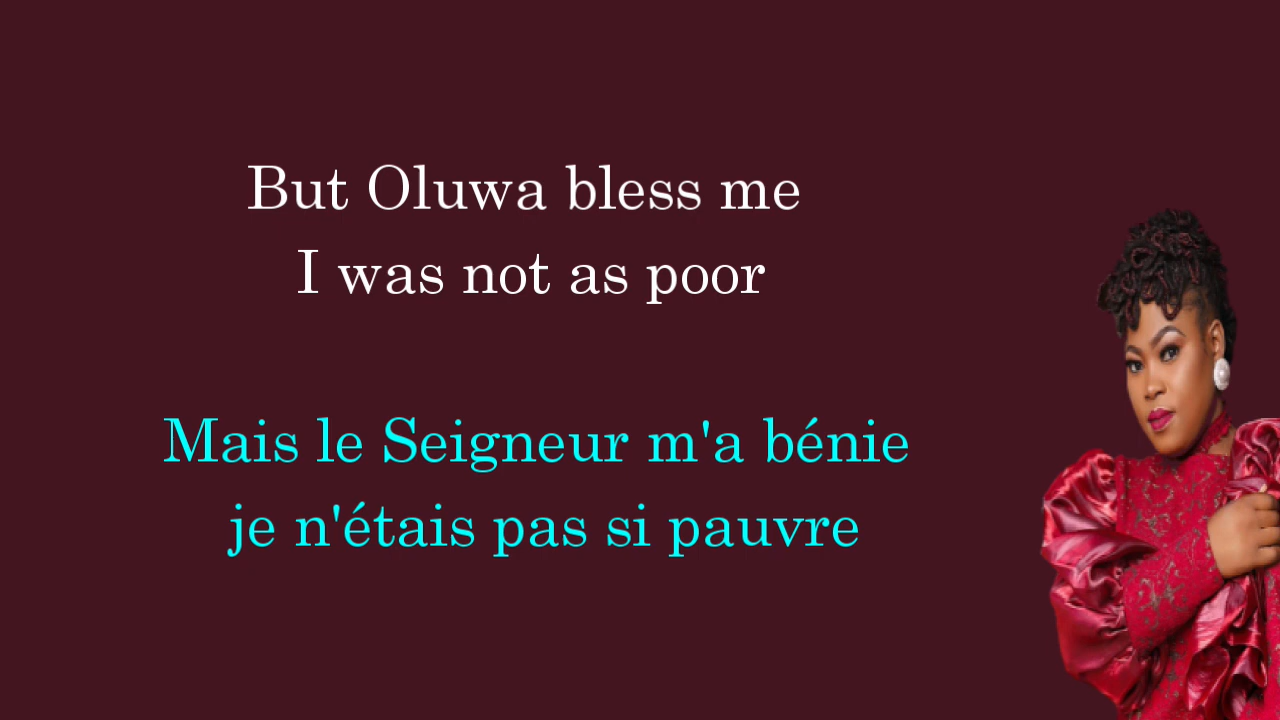 But Oluwa bless me
I was not as poor
Mais le Seigneur m'a bénie
je n'étais pas si pauvre